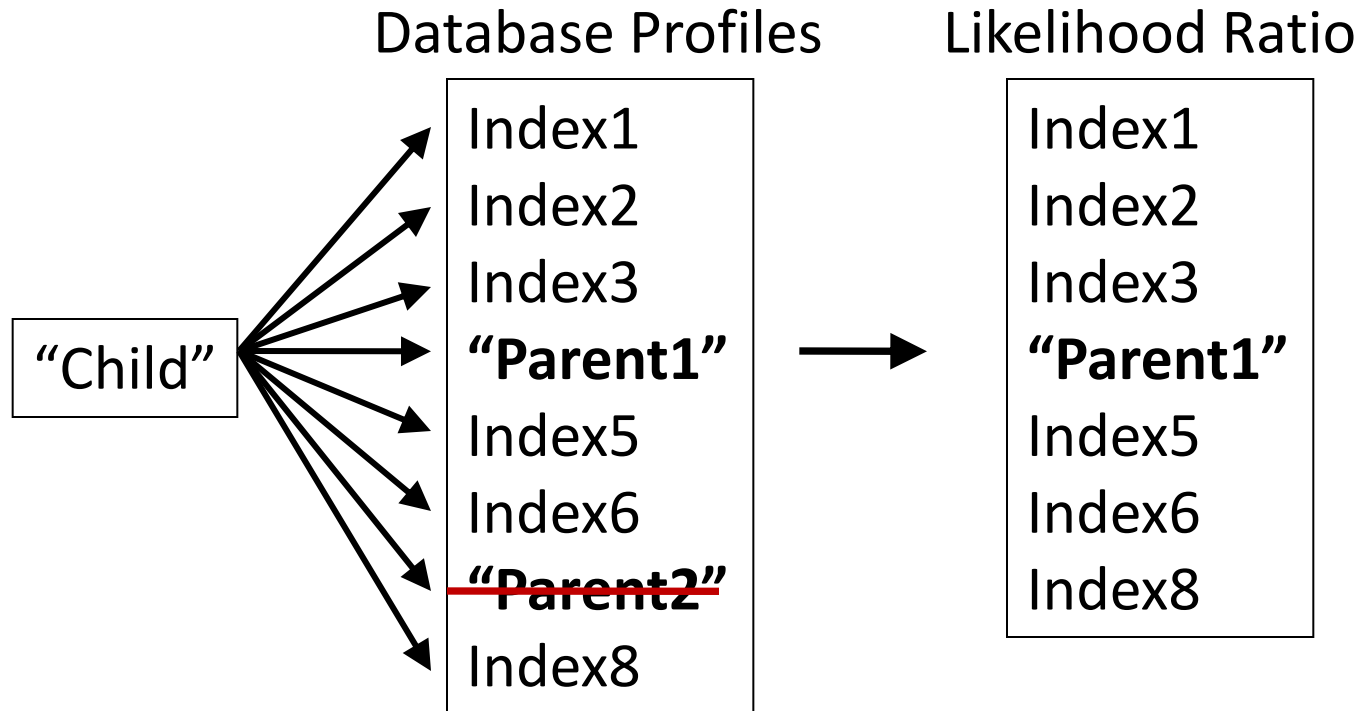 Database Profiles
Likelihood Ratio
“Child”
Index1
Index2
Index3
“Parent1”
Index5
Index6
“Parent2”
Index8
Index1
Index2
Index3
“Parent1”
Index5
Index6
Index8